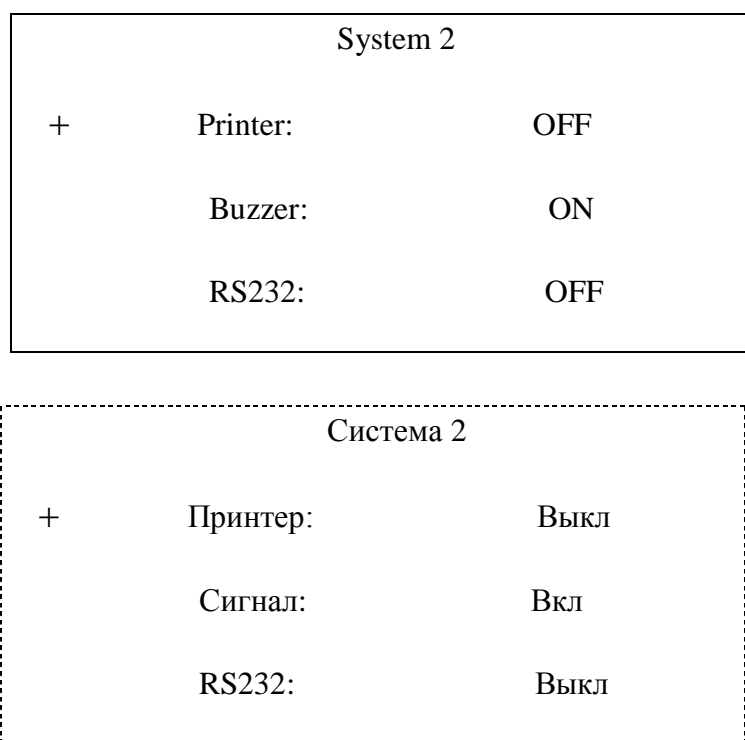 System 2
+ Printer: OFF
Buzzer: ON
RS232: OFF
Система 2
+ Принтер: Выкл
Сигнал: Вкл
RS232: Выкл